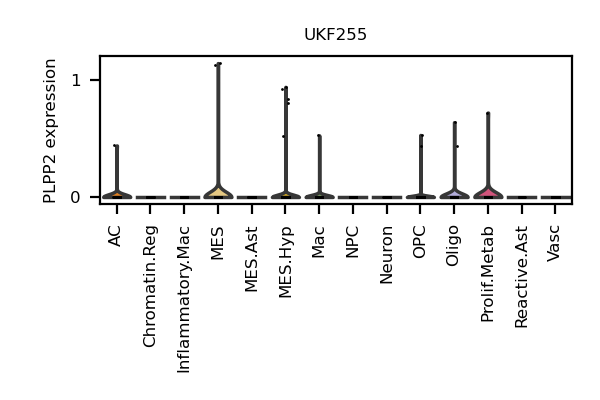 UKF255
PLPP2 expression
1
0
AC
Chromatin.Reg
Inflammatory.Mac
MES
MES.Ast
MES.Hyp
Mac
NPC
Neuron
OPC
Oligo
Prolif.Metab
Reactive.Ast
Vasc